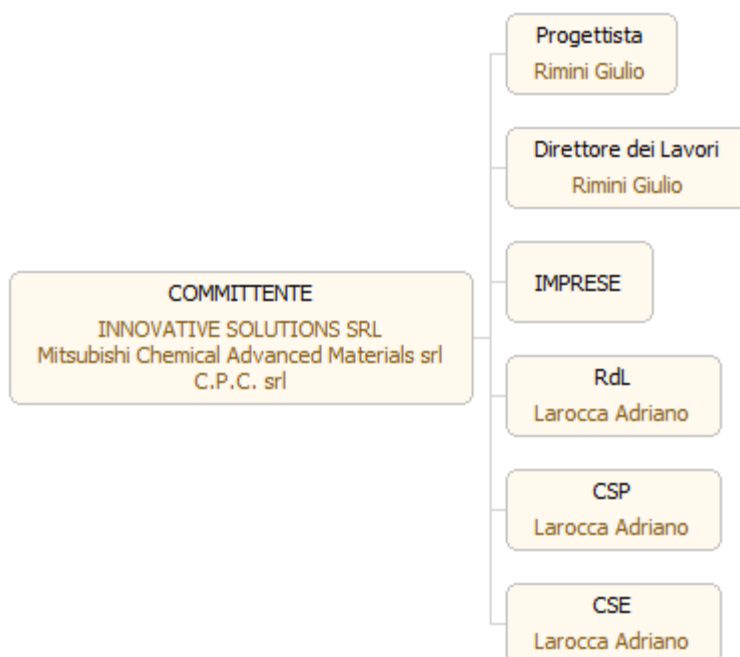 Progettista
Rimini Giulio
Direttore dei Lavori
Rimini Giulio
IMPRESE
COMMITTENTE
INNOVATIVE SOLUTIONS SRL
Mitsubishi Chemical Advanced Materials srl
C.P.C. srl
RdL
Larocca Adriano
CSP
Larocca Adriano
CSE
Larocca Adriano